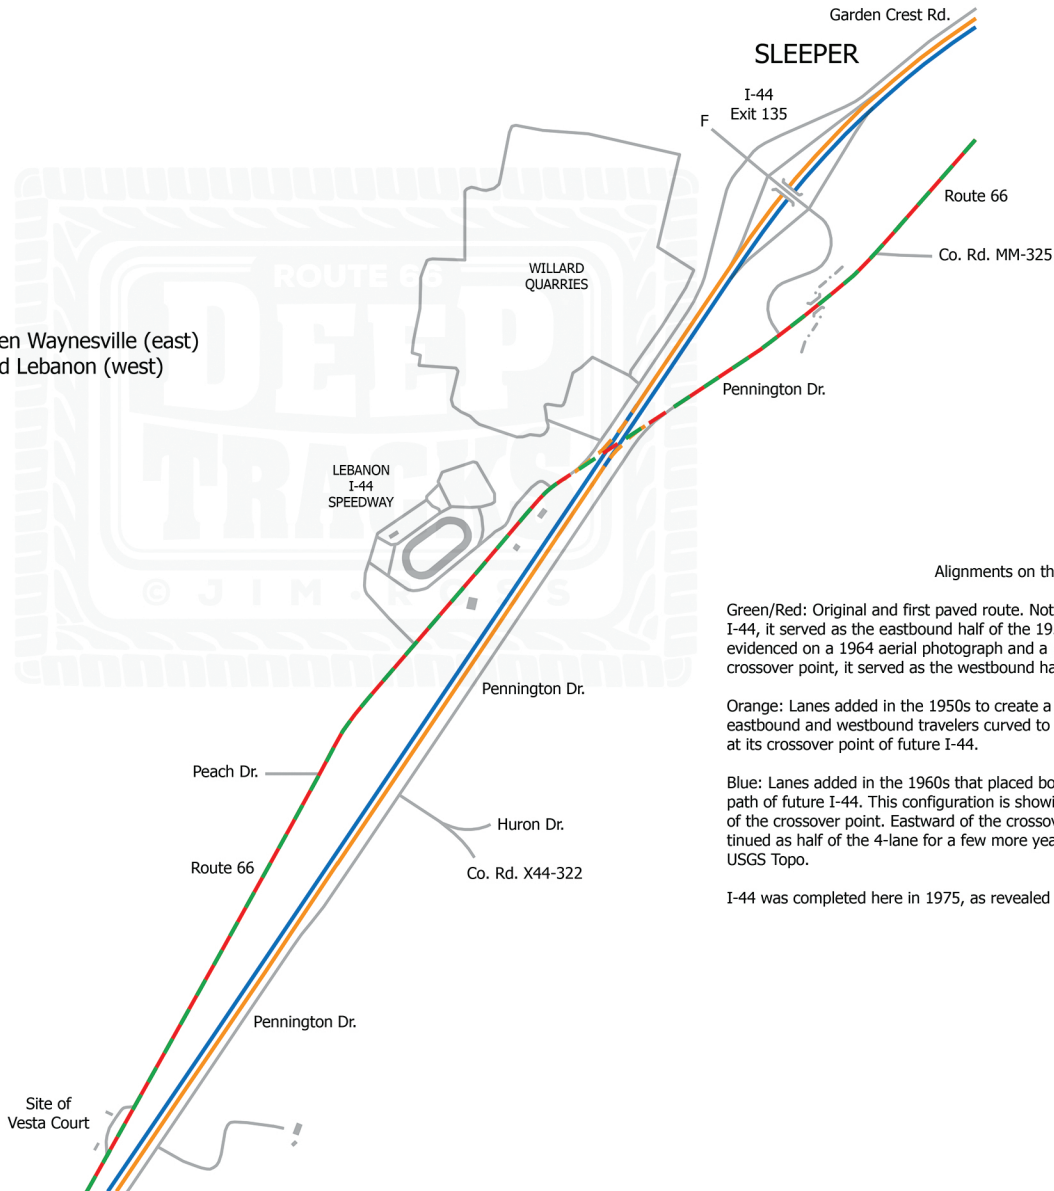 Garden Crest Rd.
SLEEPER
I-44
Exit 135
F
Route 66
Co. Rd. MM-325
WILLARD
QUARRIES
ROUTE 66
DEEP
TRACKS
© JIM · ROSS
en Waynesville (east)
d Lebanon (west)
Pennington Dr.
LEBANON
I-44
SPEEDWAY
Alignments on th
Green/Red: Original and first paved route. Not
I-44, it served as the eastbound half of the 19
evidenced on a 1964 aerial photograph and a
crossover point, it served as the westbound ha
Orange: Lanes added in the 1950s to create a
eastbound and westbound travelers curved to
at its crossover point of future I-44.
Blue: Lanes added in the 1960s that placed bo
path of future I-44. This configuration is showi
of the crossover point. Eastward of the crossov
tinued as half of the 4-lane for a few more yea
USGS Topo.
I-44 was completed here in 1975, as revealed
Pennington Dr.
Peach Dr.
Huron Dr.
Co. Rd. X44-322
Route 66
Pennington Dr.
Site of
Vesta Court